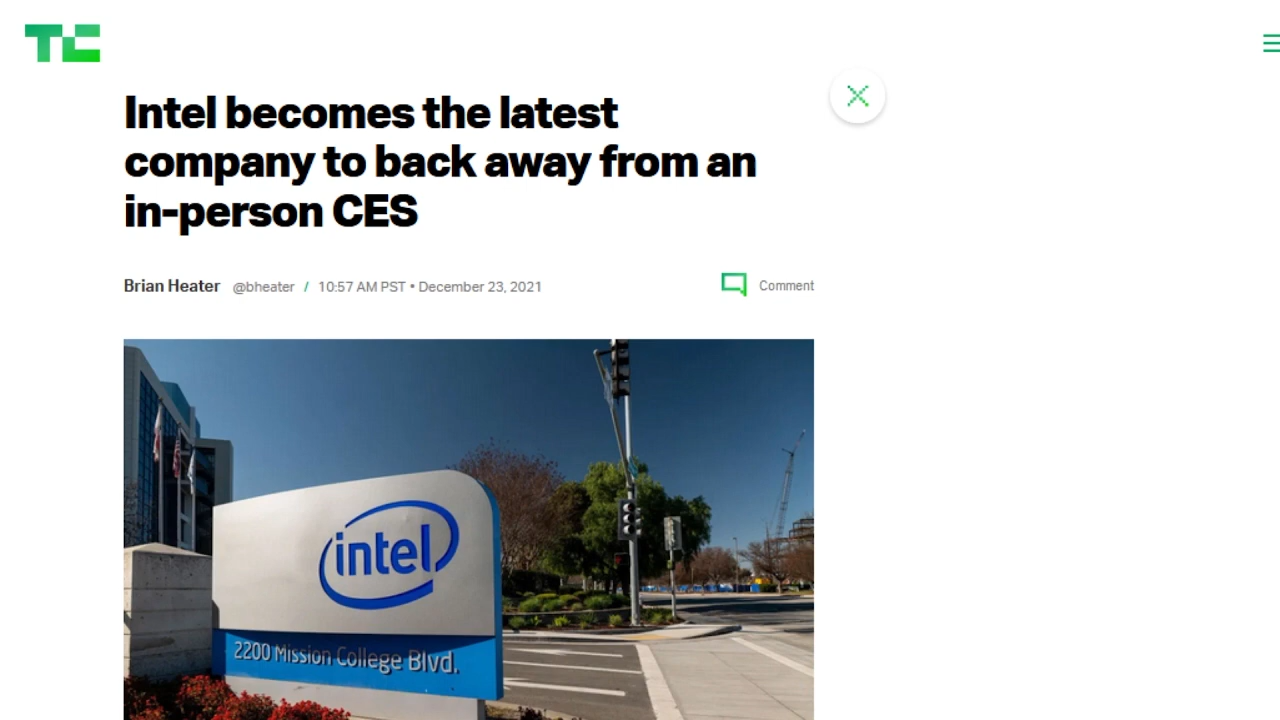 TC
Intel becomes the latest
company to back away from an
in-person CES
Brian Heater @bheater / 10:57 AM PST • December 23, 2021
Comment
intel
2200 Mission College Blvd.